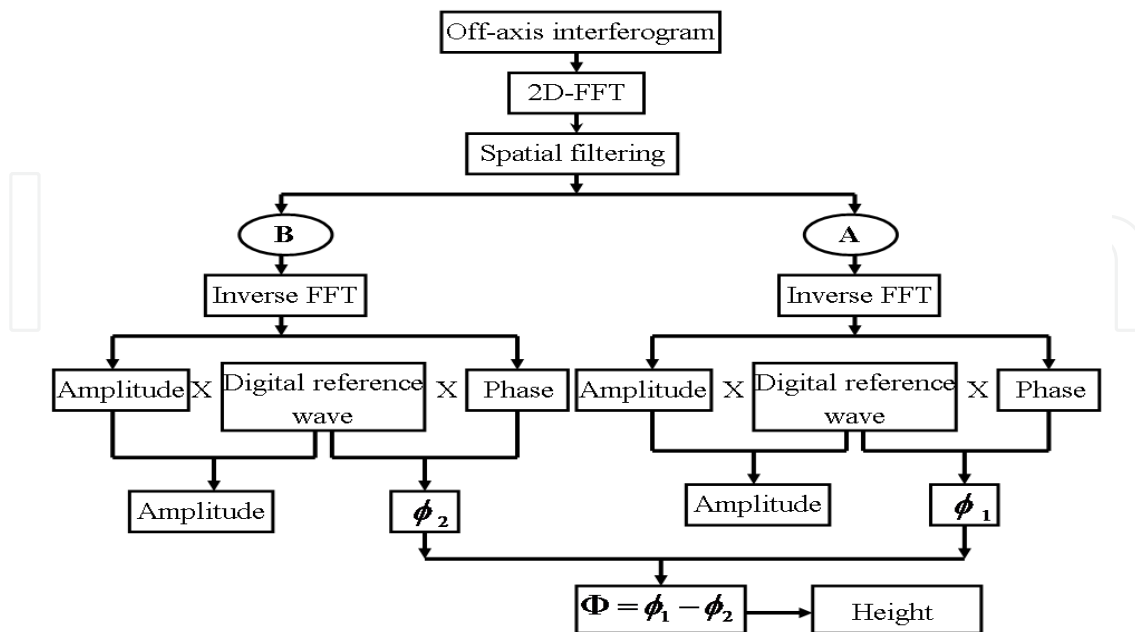 Off-axis interferogram
2D-FFT
Spatial filtering
B
A
Inverse FFT
Inverse FFT
Amplitude X Digital reference wave X Phase
Amplitude X Digital reference wave X Phase
Amplitude
ϕ₂
Amplitude
ϕ₁
Φ = ϕ₁ − ϕ₂
Height